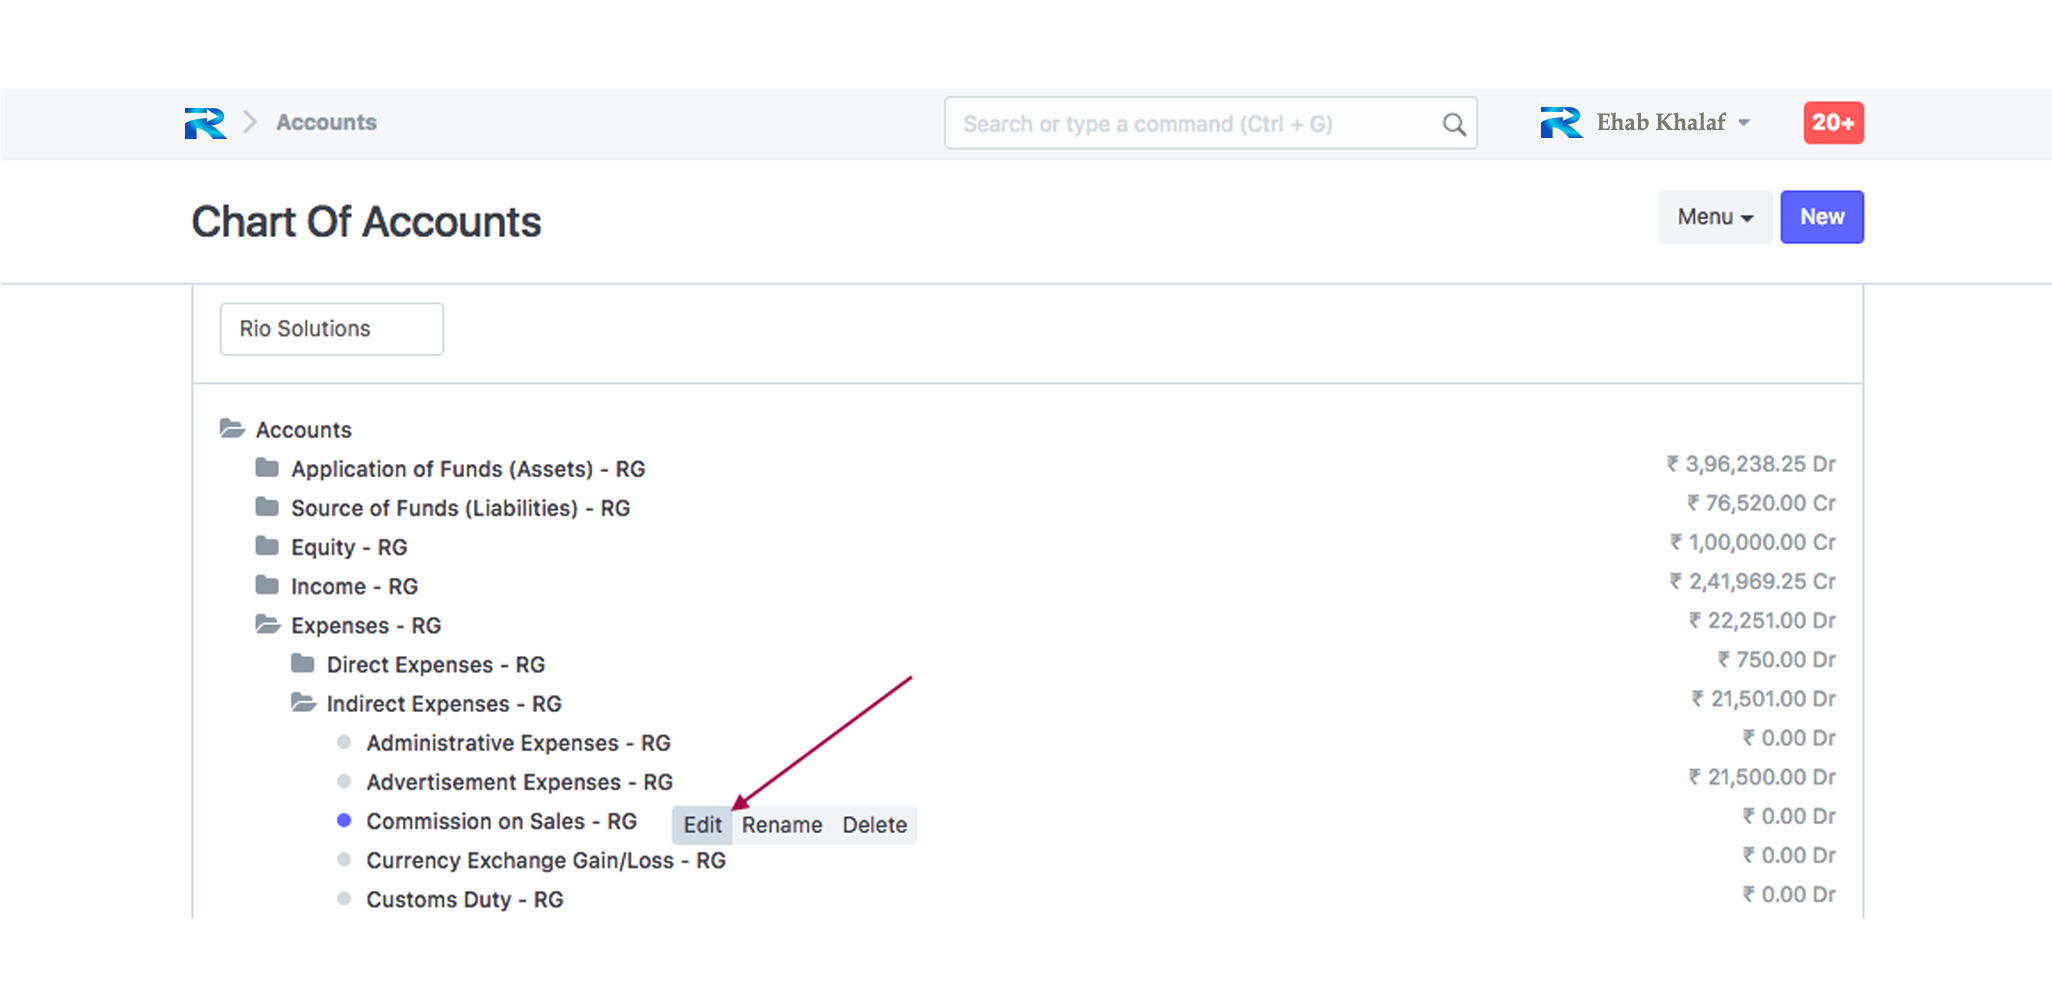 Accounts
Search or type a command (Ctrl + G)
Ehab Khalaf
20+
Chart Of Accounts
Menu
New
Rio Solutions
Accounts
Application of Funds (Assets) - RG ₹ 3,96,238.25 Dr
Source of Funds (Liabilities) - RG ₹ 76,520.00 Cr
Equity - RG ₹ 1,00,000.00 Cr
Income - RG ₹ 2,41,969.25 Cr
Expenses - RG ₹ 22,251.00 Dr
Direct Expenses - RG ₹ 750.00 Dr
Indirect Expenses - RG ₹ 21,501.00 Dr
Administrative Expenses - RG ₹ 0.00 Dr
Advertisement Expenses - RG ₹ 21,500.00 Dr
Commission on Sales - RG Edit Rename Delete ₹ 0.00 Dr
Currency Exchange Gain/Loss - RG ₹ 0.00 Dr
Customs Duty - RG ₹ 0.00 Dr